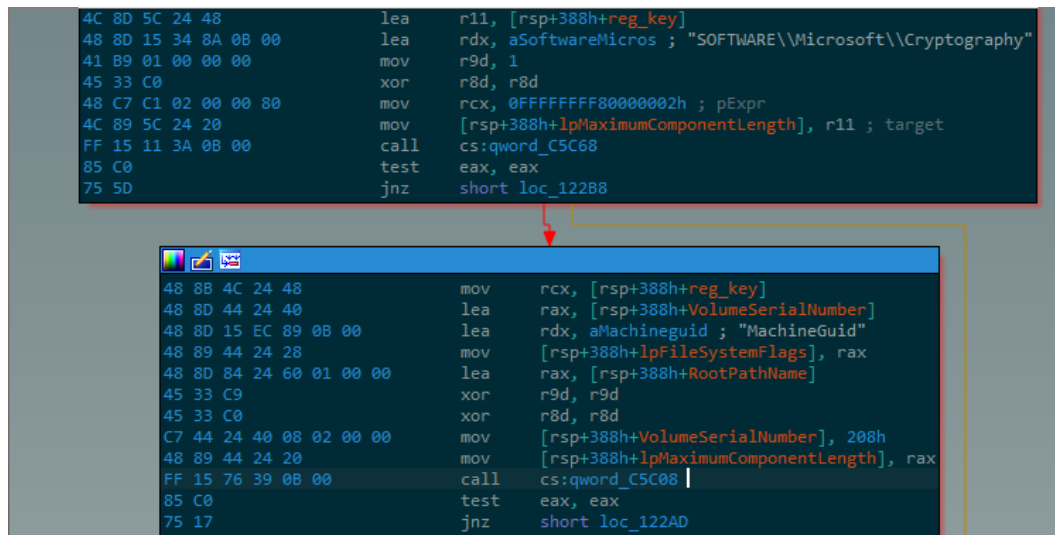 4C 8D 5C 24 48 lea r11, [rsp+388h+reg_key]
48 8D 15 34 8A 0B 00 lea rdx, aSoftwareMicros ; "SOFTWARE\\Microsoft\\Cryptography"
41 B9 01 00 00 00 mov r9d, 1
45 33 C0 xor r8d, r8d
48 C7 C1 02 00 00 80 mov rcx, 0FFFFFFFF80000002h ; pExpr
4C 89 5C 24 20 mov [rsp+388h+lpMaximumComponentLength], r11 ; target
FF 15 11 3A 0B 00 call cs:qword_C5C68
85 C0 test eax, eax
75 5D jnz short loc_122B8
48 8B 4C 24 48 mov rcx, [rsp+388h+reg_key]
48 8D 44 24 40 lea rax, [rsp+388h+VolumeSerialNumber]
48 8D 15 EC 89 0B 00 lea rdx, aMachineguid ; "MachineGuid"
48 89 44 24 28 mov [rsp+388h+lpFileSystemFlags], rax
48 8D 84 24 60 01 00 00 lea rax, [rsp+388h+RootPathName]
45 33 C9 xor r9d, r9d
45 33 C0 xor r8d, r8d
C7 44 24 40 08 02 00 00 mov [rsp+388h+VolumeSerialNumber], 208h
48 89 44 24 20 mov [rsp+388h+lpMaximumComponentLength], rax
FF 15 76 39 0B 00 call cs:qword_C5C08
85 C0 test eax, eax
75 17 jnz short loc_122AD